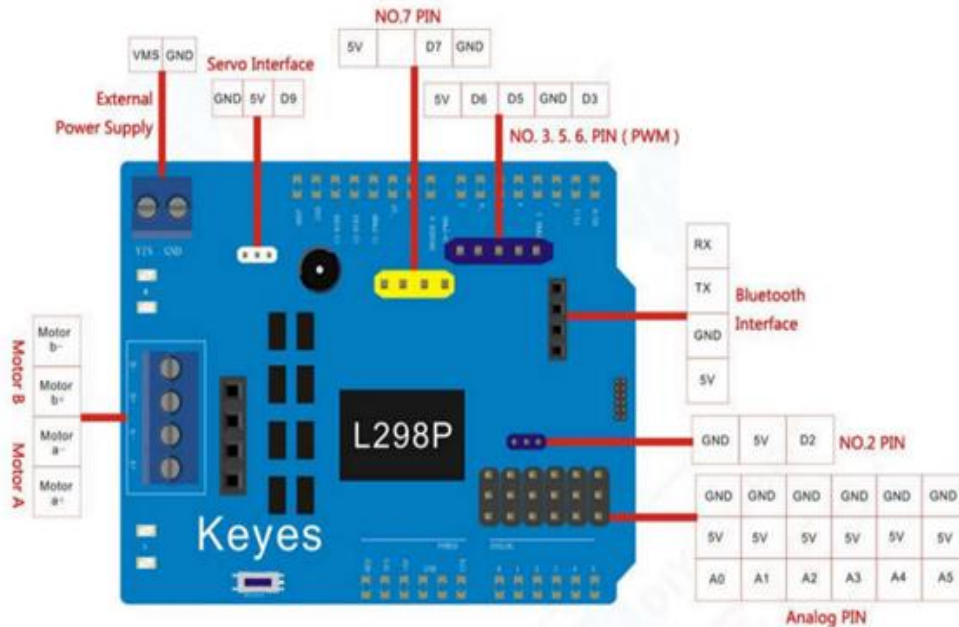 NO.7 PIN
5V D7 GND
VMS GND
Servo Interface
GND 5V D9
External
Power Supply
5V D6 D5 GND D3
NO. 3. 5. 6. PIN ( PWM )
RX
TX
GND
5V
Bluetooth
Interface
GND
Motor B
Motor A
Motor
b-
Motor
b+
Motor
a-
Motor
a+
L298P
Keyes
GND 5V D2
NO.2 PIN
GND GND GND GND GND GND
5V 5V 5V 5V 5V 5V
A0 A1 A2 A3 A4 A5
Analog PIN